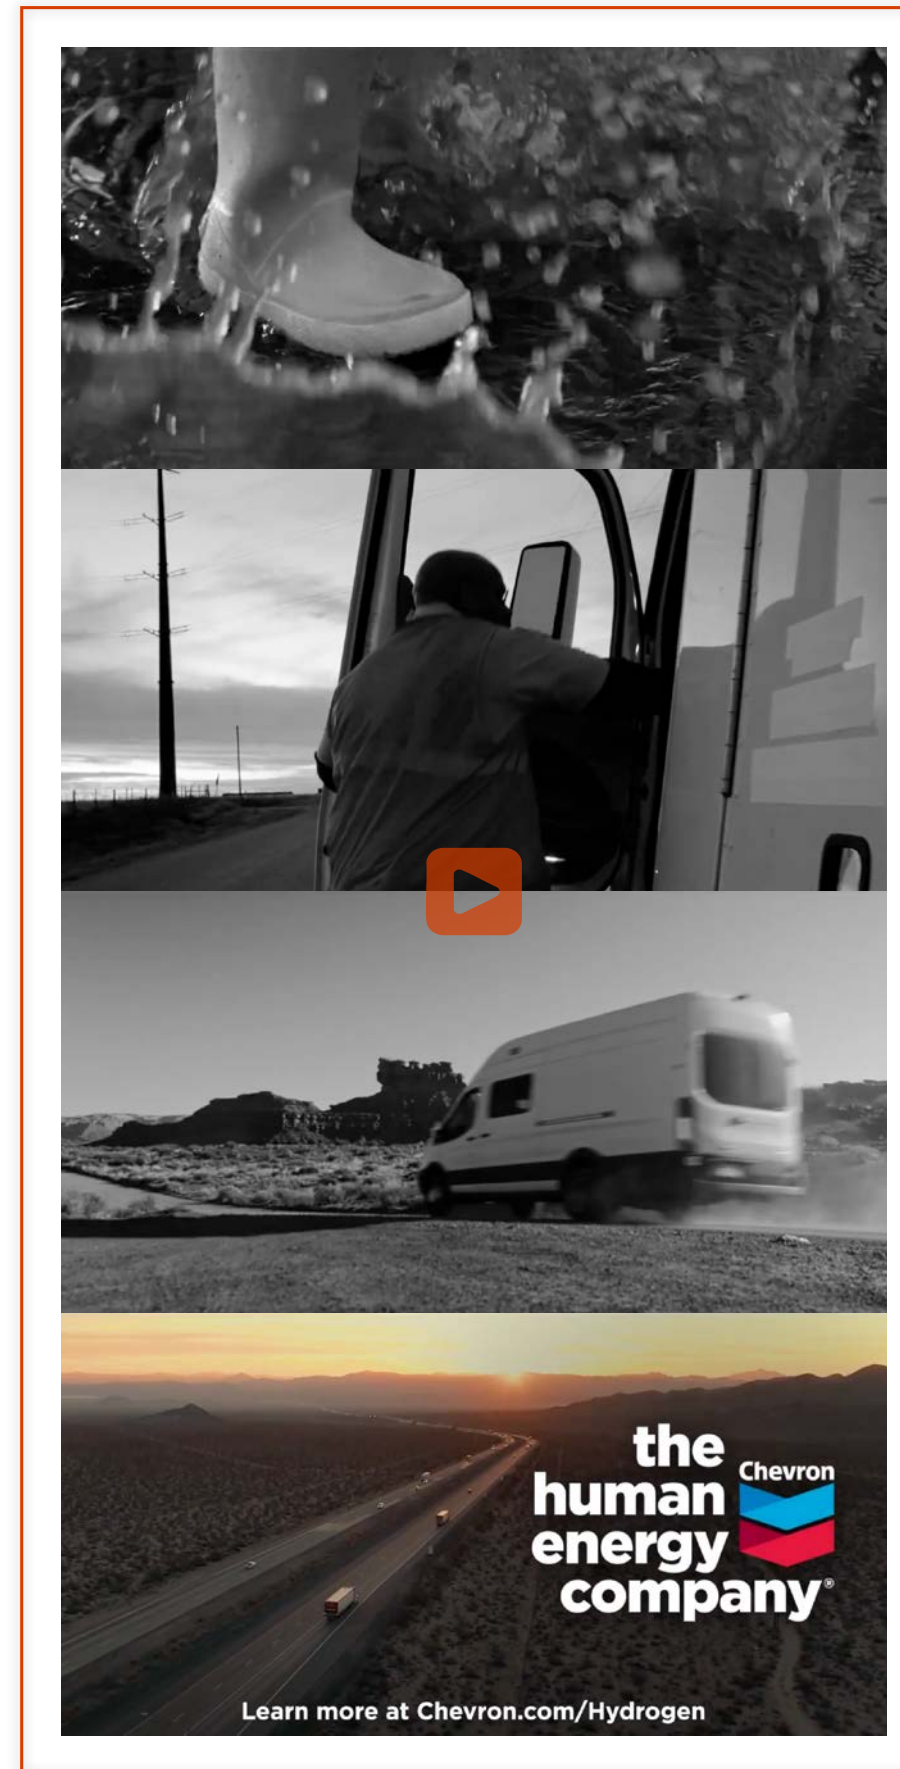 the
human
energy
company®
Chevron
Learn more at Chevron.com/Hydrogen